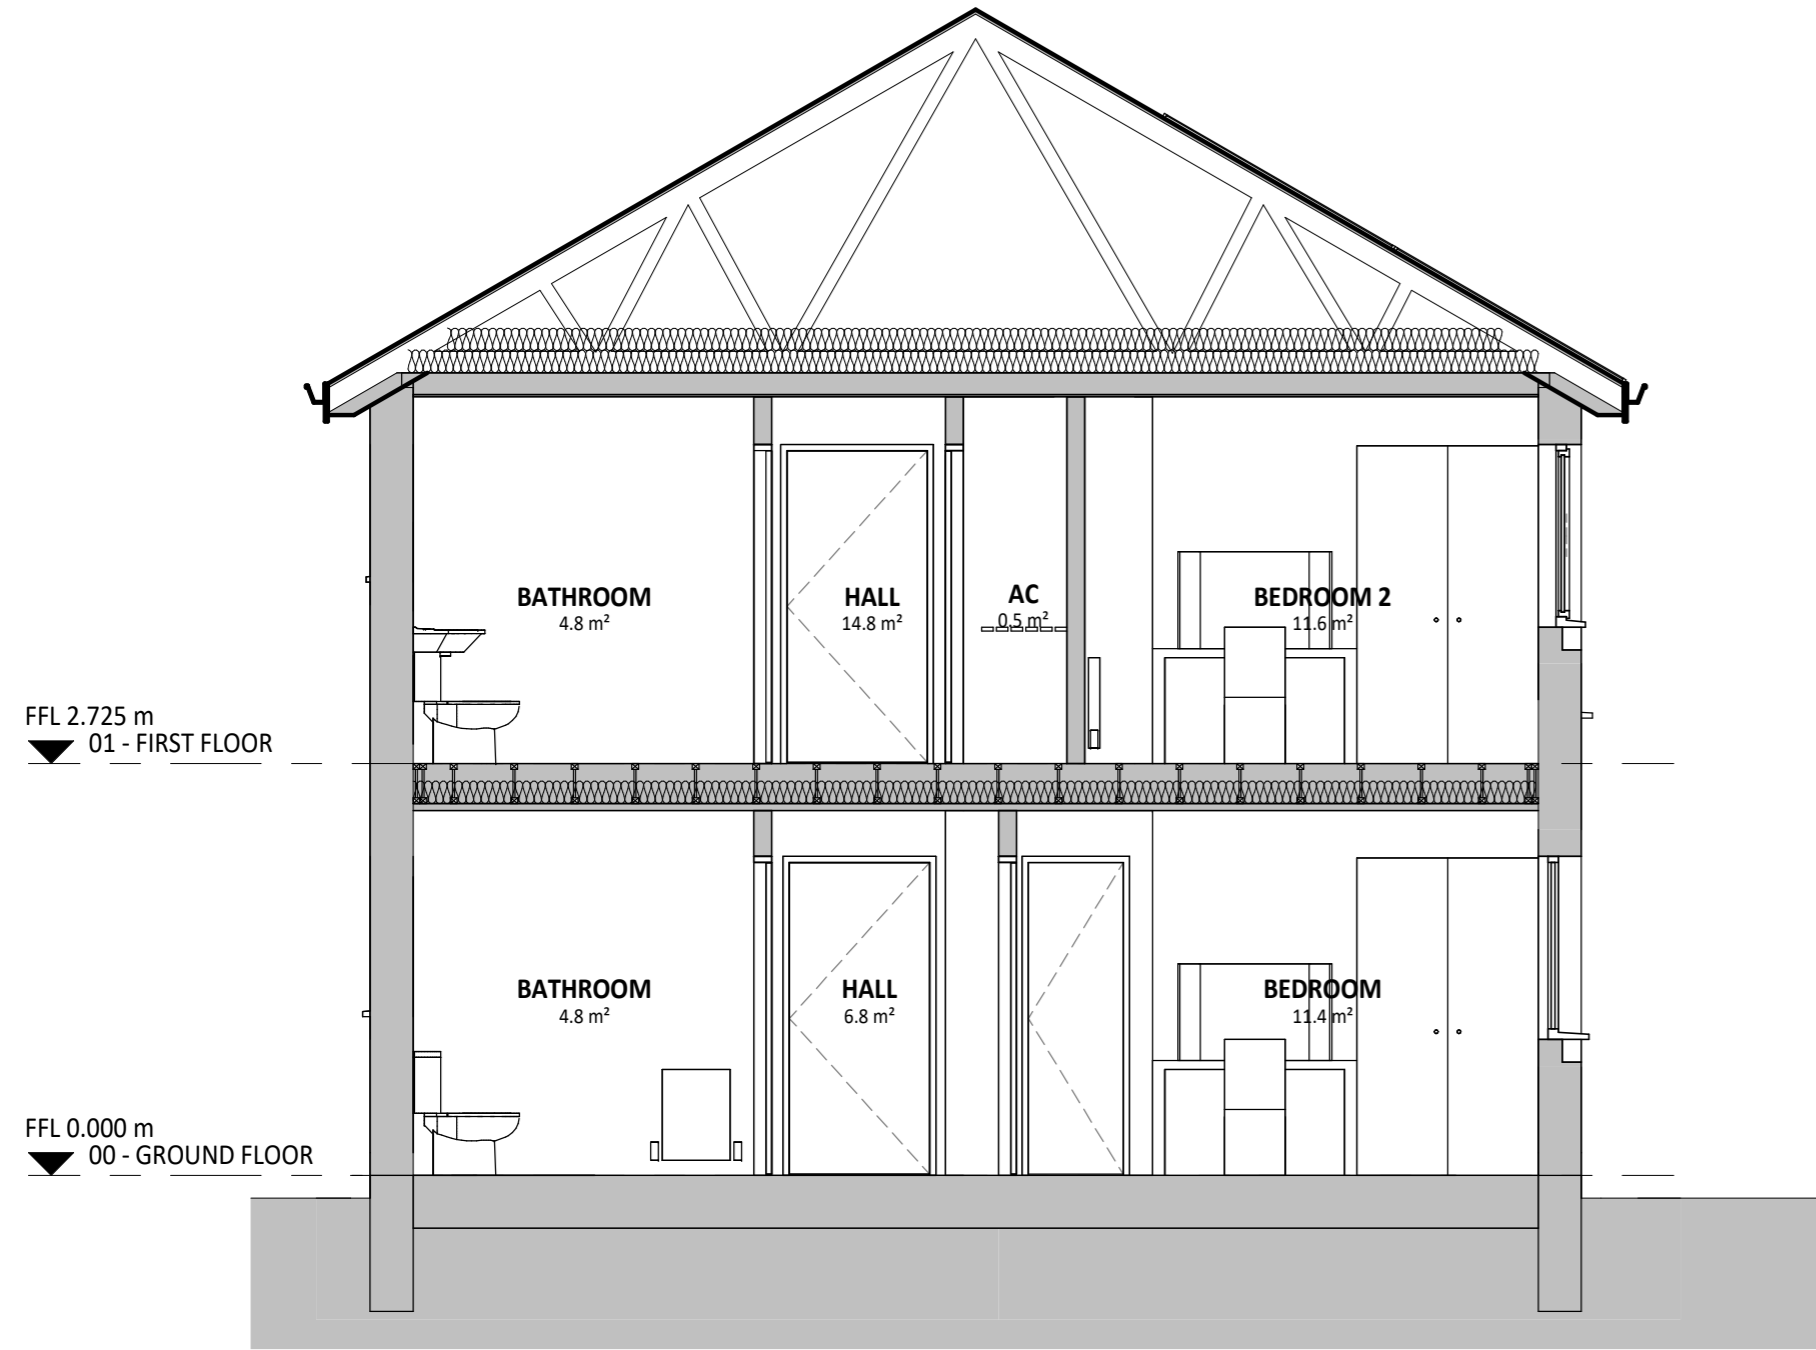 BATHROOM
4.8 m²
HALL
14.8 m²
AC
0.5 m²
BEDROOM 2
11.6 m²
FFL 2.725 m
01 - FIRST FLOOR
BATHROOM
4.8 m²
HALL
6.8 m²
BEDROOM
11.4 m²
FFL 0.000 m
00 - GROUND FLOOR